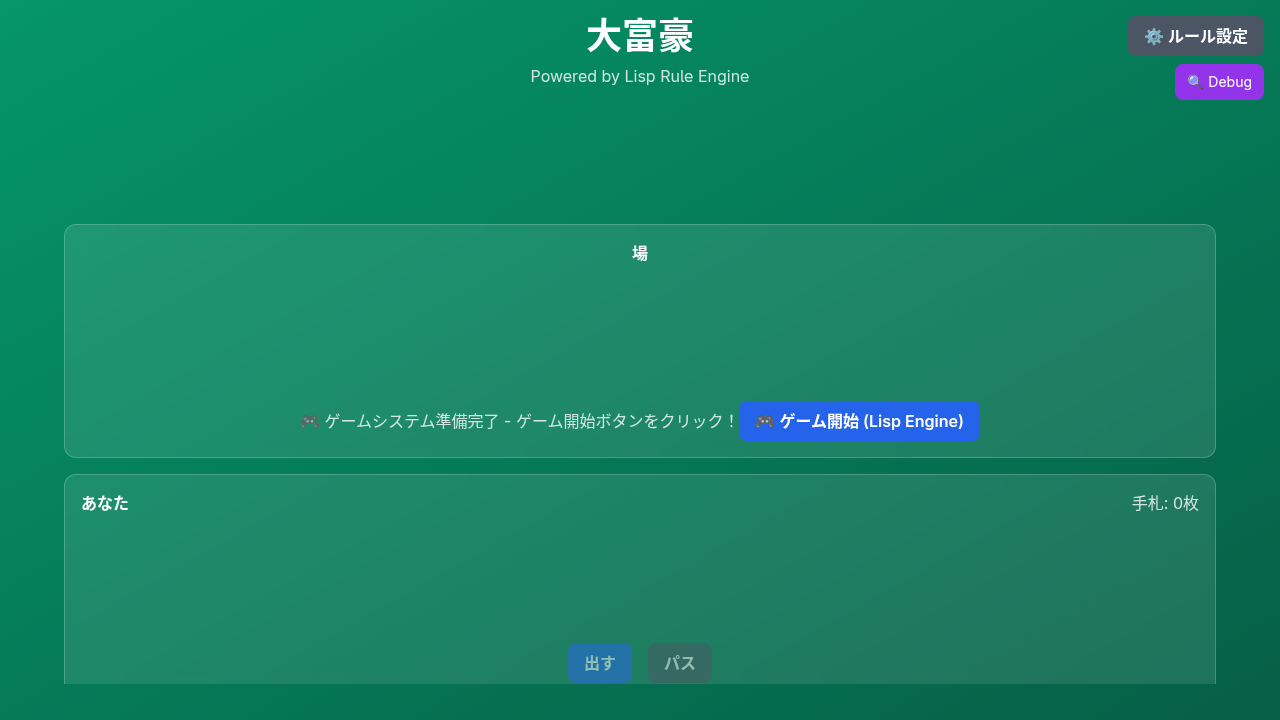 大富豪
Powered by Lisp Rule Engine
⚙️ ルール設定
🔍 Debug
場
🎮 ゲームシステム準備完了 - ゲーム開始ボタンをクリック！
🎮 ゲーム開始 (Lisp Engine)
あなた
手札: 0枚
出す
パス